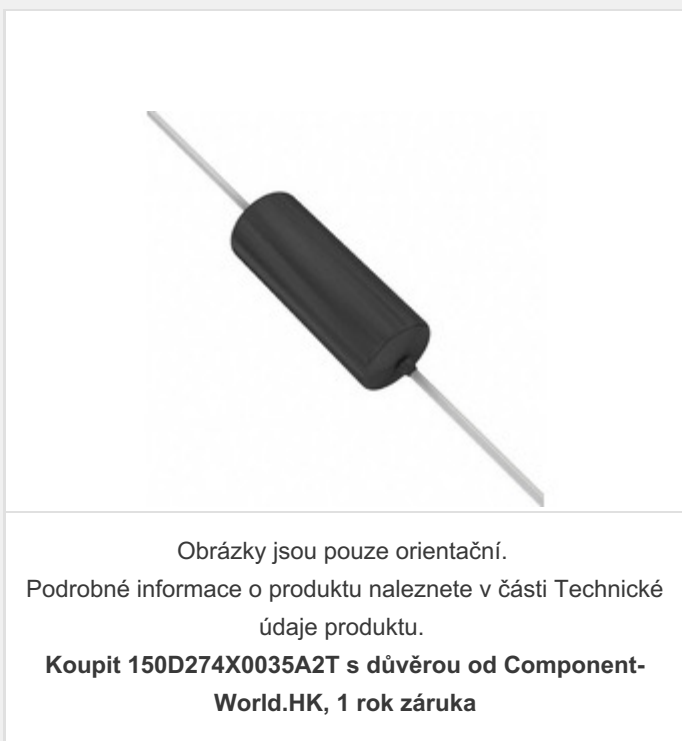 Obrázky jsou pouze orientační.
Podrobné informace o produktu naleznete v části Technické
údaje produktu.
Koupit 150D274X0035A2T s důvěrou od Component-
World.HK, 1 rok záruka